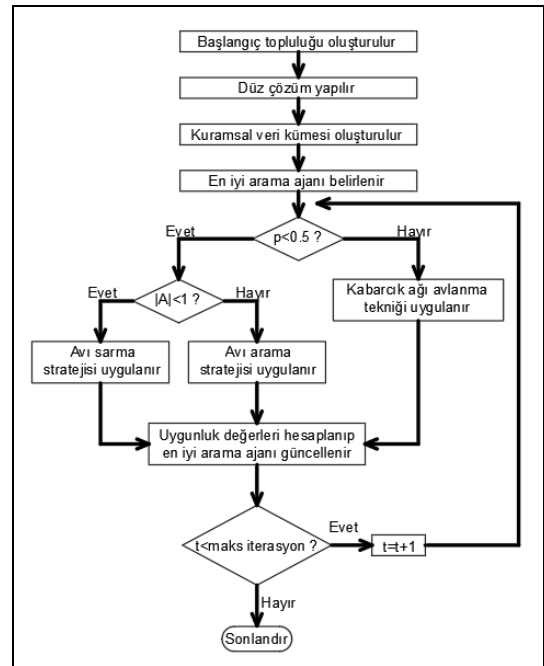 Başlangıç topluluğu oluşturulur
Düz çözüm yapılır
Kuramsal veri kümesi oluşturulur
En iyi arama ajanı belirlenir
Evet
p<0.5 ?
Hayır
Evet
|A|<1 ?
Hayır
Kabarcık ağı avlanma
tekniği uygulanır
Avı sarma
stratejisi uygulanır
Avı arama
stratejisi uygulanır
Uygunluk değerleri hesaplanıp
en iyi arama ajanı güncellenir
t<maks iterasyon ?
Evet
t=t+1
Hayır
Sonlandır